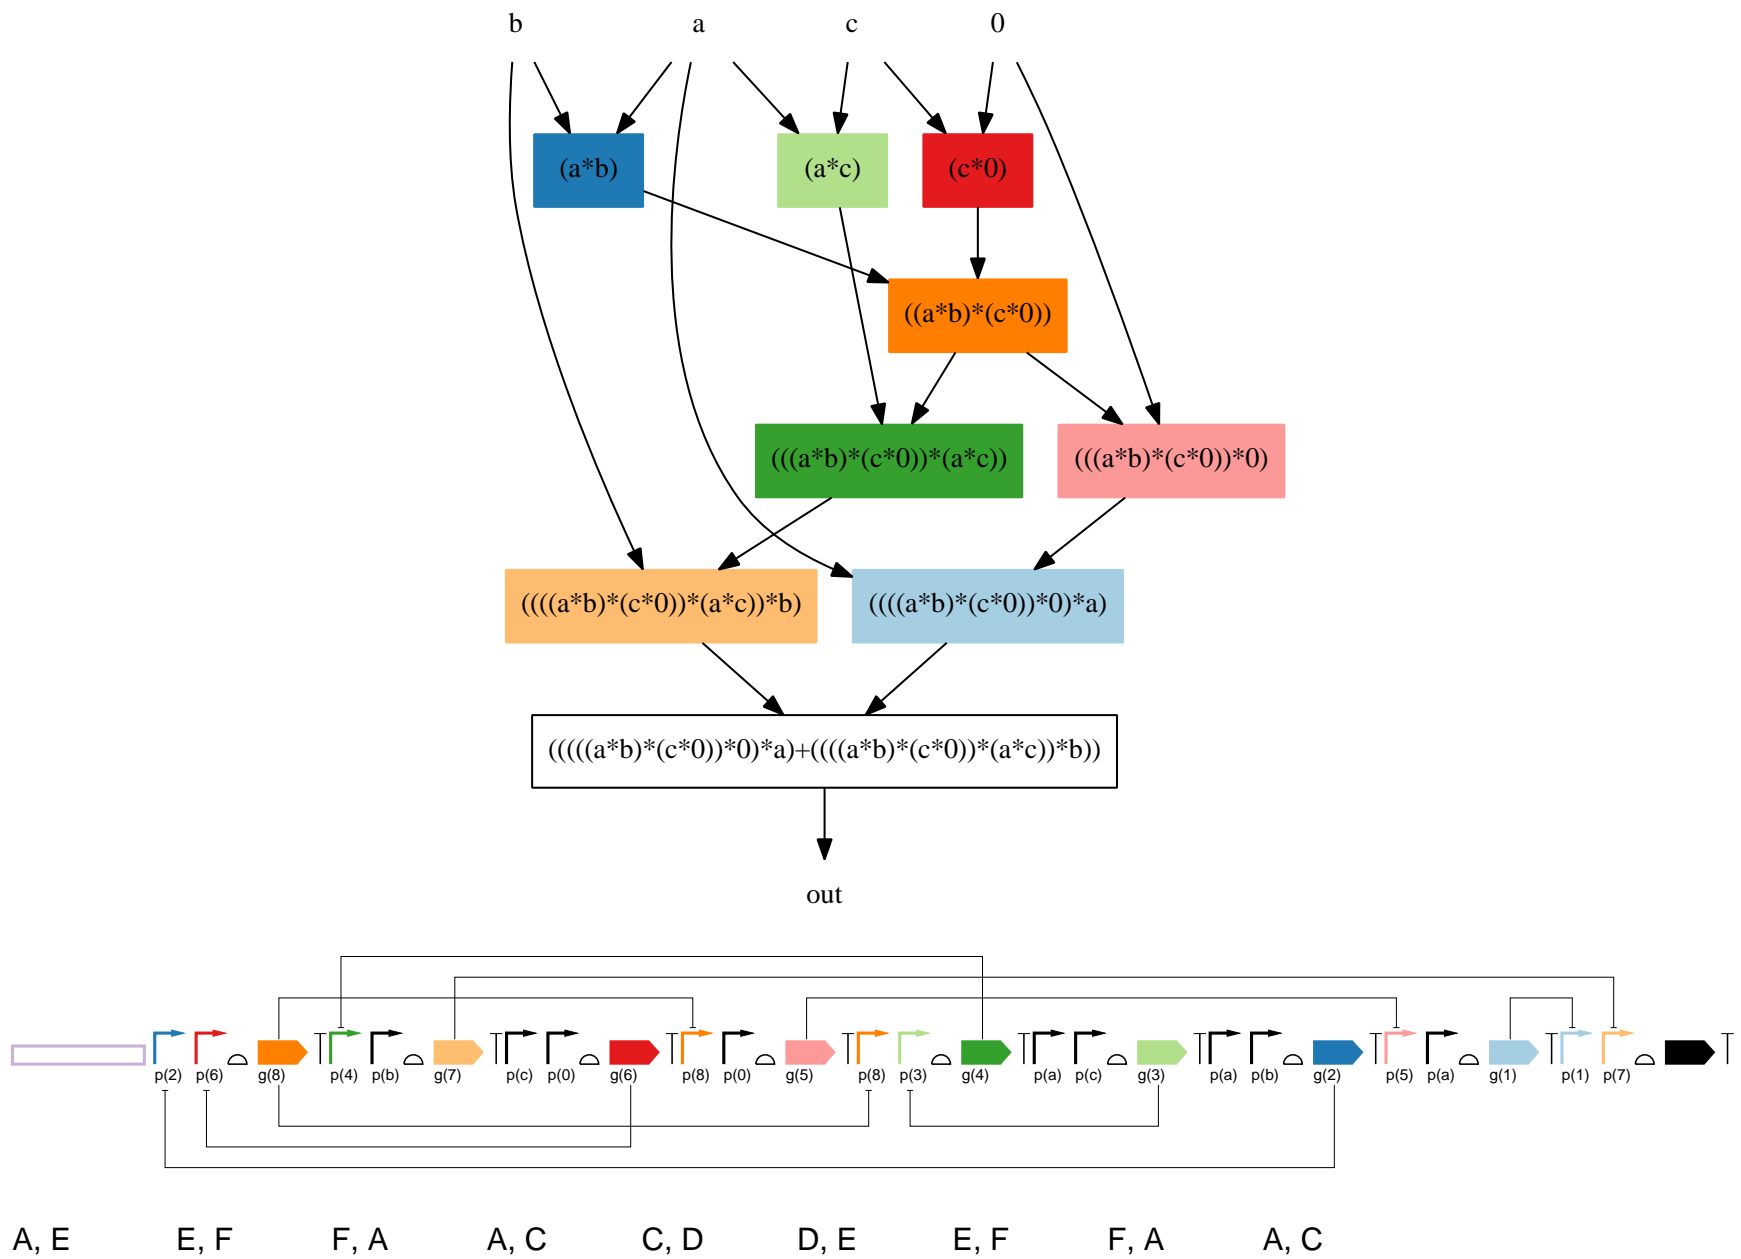 b a c 0
(a*b) (a*c) (c*0)
((a*b)*(c*0))
(((a*b)*(c*0))*(a*c)) (((a*b)*(c*0))*0)
((((a*b)*(c*0))*(a*c))*b) ((((a*b)*(c*0))*0)*a)
(((((a*b)*(c*0))*0)*a)+((((a*b)*(c*0))*(a*c))*b))
out
p(2) p(6) g(8) p(4) p(b) g(7) p(c) p(0) g(6) p(8) p(0) g(5) p(8) p(3) g(4) p(a) p(c) g(3) p(a) p(b) g(2) p(5) p(a) g(1) p(1) p(7)
A, E E, F F, A A, C C, D D, E E, F F, A A, C